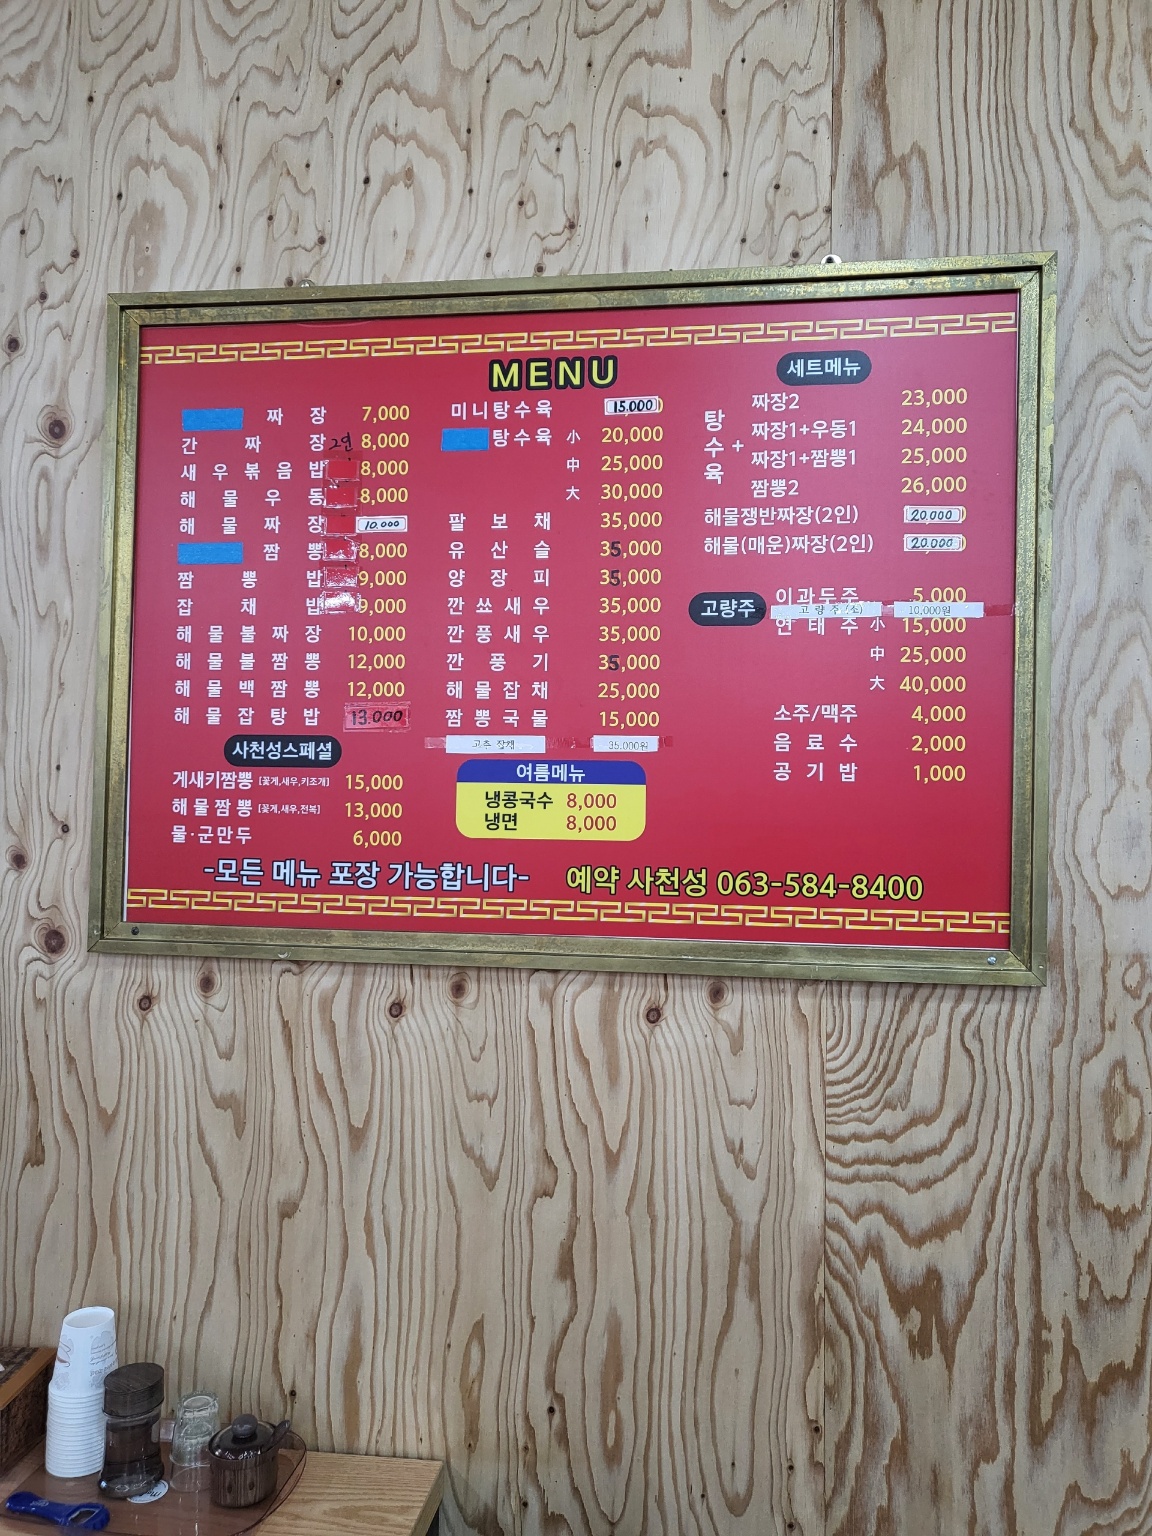 MENU
짜장 7,000
간짜장 2인 8,000
새우볶음밥 8,000
해물우동 8,000
해물짜장 10,000
짬뽕 8,000
짬뽕밥 9,000
잡채밥 9,000
해물불짜장 10,000
해물불짬뽕 12,000
해물백짬뽕 12,000
해물잡탕밥 13,000
사천성스페셜
게새키짬뽕 [꽃게,새우,키조개] 15,000
해물짬뽕 [꽃게,새우,전복] 13,000
물·군만두 6,000
미니탕수육 15,000
탕수육 小 20,000
中 25,000
大 30,000
팔보채 35,000
유산슬 35,000
양장피 35,000
깐쑈새우 35,000
깐풍새우 35,000
깐풍기 35,000
해물잡채 25,000
짬뽕국물 15,000
고추잡채 35,000원
여름메뉴
냉콩국수 8,000
냉면 8,000
세트메뉴
탕수육 +
짜장2 23,000
짜장1+우동1 24,000
짜장1+짬뽕1 25,000
짬뽕2 26,000
해물쟁반짜장(2인) 20,000
해물(매운)짜장(2인) 20,000
고량주
이과두주 5,000
고량주(소) 10,000원
연태주 小 15,000
中 25,000
大 40,000
소주/맥주 4,000
음료수 2,000
공기밥 1,000
-모든 메뉴 포장 가능합니다-
예약 사천성 063-584-8400